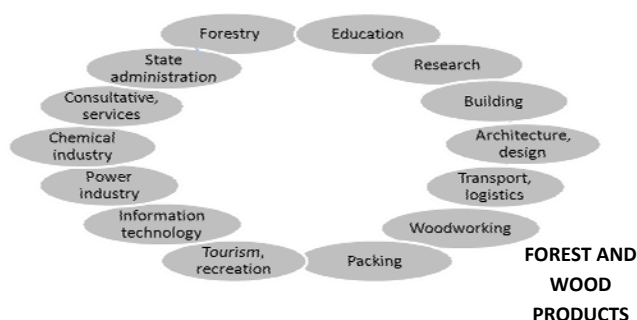 Forestry
Education
State
administration
Research
Consultative,
services
Building
Chemical
industry
Architecture,
design
Power
industry
Transport,
logistics
Information
technology
Woodworking
Tourism,
recreation
Packing
FOREST AND
WOOD
PRODUCTS